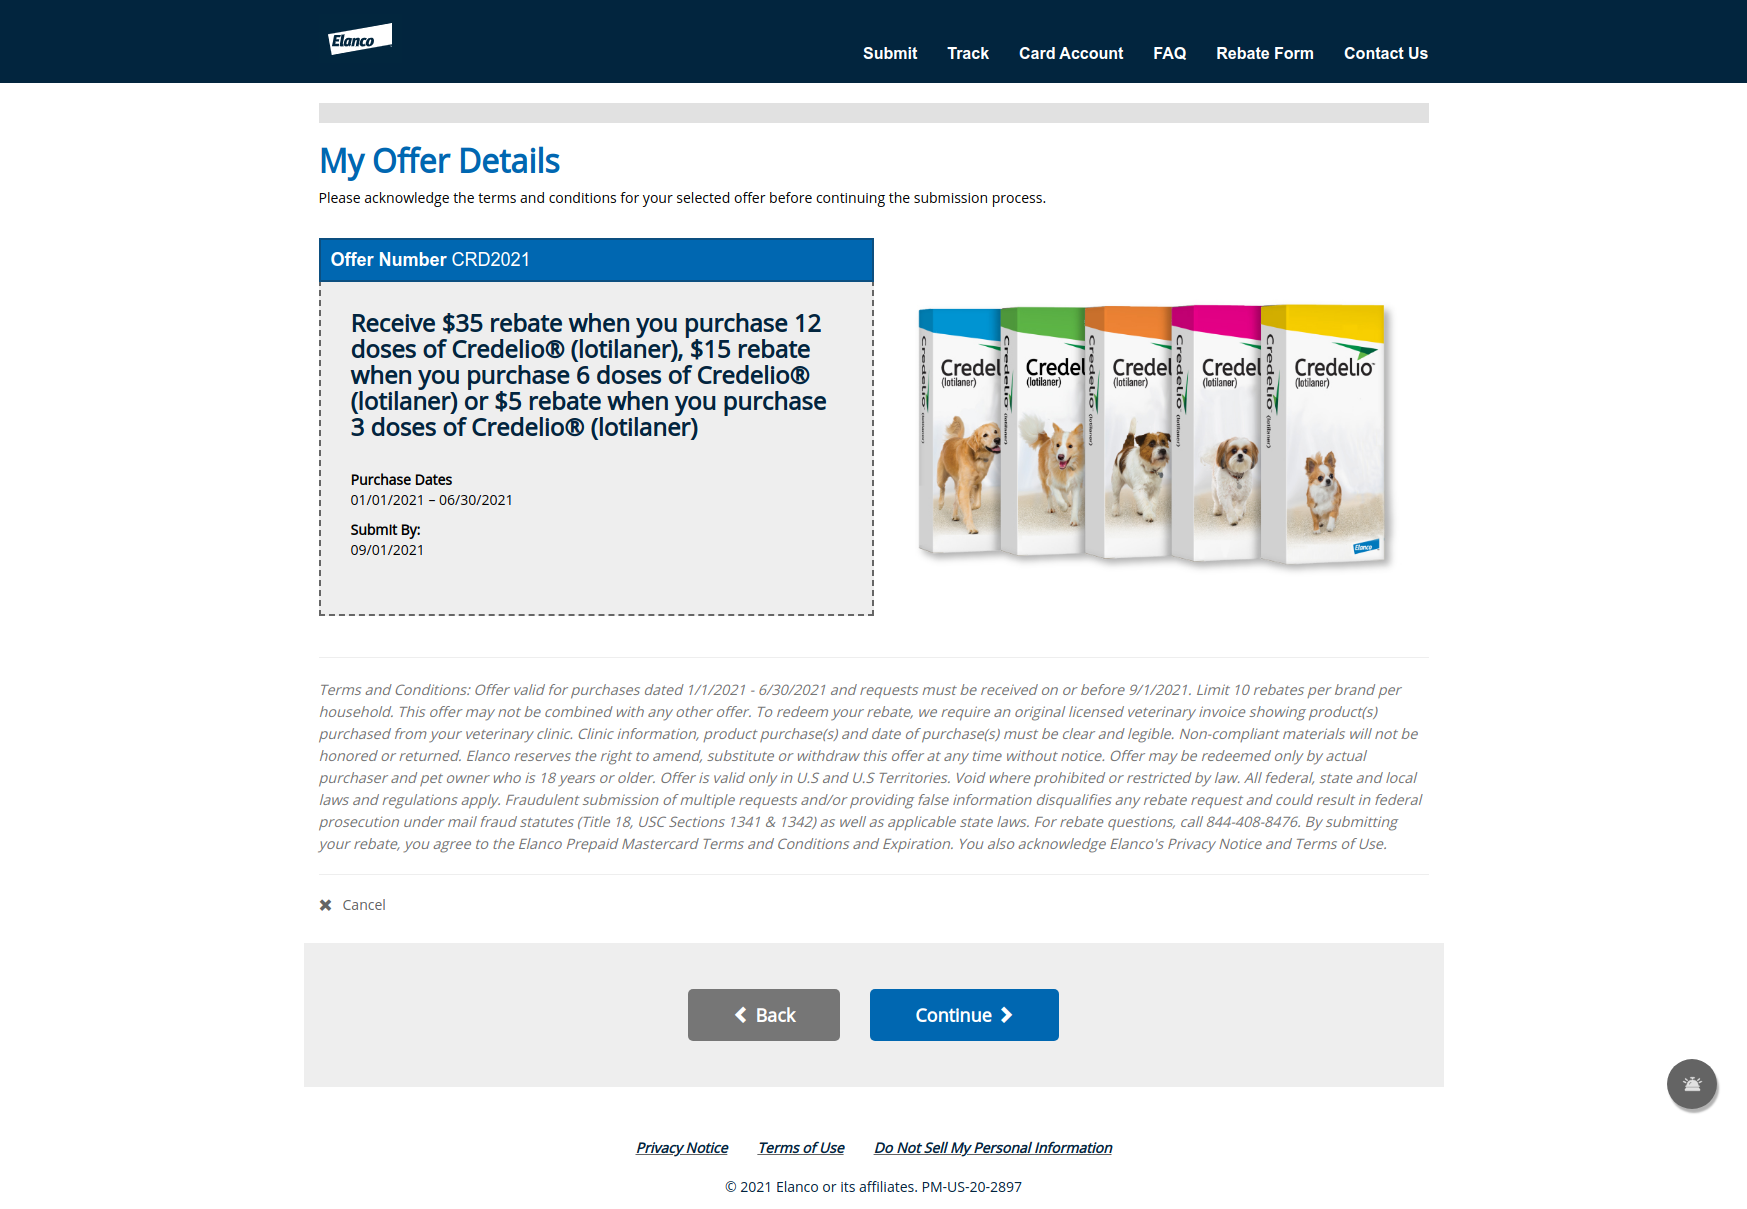 Elanco
Submit Track Card Account FAQ Rebate Form Contact Us
My Offer Details
Please acknowledge the terms and conditions for your selected offer before continuing the submission process.
Offer Number CRD2021
Receive $35 rebate when you purchase 12
doses of Credelio® (lotilaner), $15 rebate
when you purchase 6 doses of Credelio®
(lotilaner) or $5 rebate when you purchase
3 doses of Credelio® (lotilaner)
Purchase Dates
01/01/2021 – 06/30/2021
Submit By:
09/01/2021
Credelio (lotilaner)
Credel
(lotilaner)
Credelio (lotilaner)
Credel
(lotilaner)
Credelio (lotilaner)
Credel
(lotilaner)
Credelio (lotilaner)
Credel
(lotilaner)
Credelio (lotilaner)
Credelio™
(lotilaner)
Elanco
Terms and Conditions: Offer valid for purchases dated 1/1/2021 - 6/30/2021 and requests must be received on or before 9/1/2021. Limit 10 rebates per brand per
household. This offer may not be combined with any other offer. To redeem your rebate, we require an original licensed veterinary invoice showing product(s)
purchased from your veterinary clinic. Clinic information, product purchase(s) and date of purchase(s) must be clear and legible. Non-compliant materials will not be
honored or returned. Elanco reserves the right to amend, substitute or withdraw this offer at any time without notice. Offer may be redeemed only by actual
purchaser and pet owner who is 18 years or older. Offer is valid only in U.S and U.S Territories. Void where prohibited or restricted by law. All federal, state and local
laws and regulations apply. Fraudulent submission of multiple requests and/or providing false information disqualifies any rebate request and could result in federal
prosecution under mail fraud statutes (Title 18, USC Sections 1341 & 1342) as well as applicable state laws. For rebate questions, call 844-408-8476. By submitting
your rebate, you agree to the Elanco Prepaid Mastercard Terms and Conditions and Expiration. You also acknowledge Elanco's Privacy Notice and Terms of Use.
Cancel
Back
Continue
Privacy Notice Terms of Use Do Not Sell My Personal Information
© 2021 Elanco or its affiliates. PM-US-20-2897